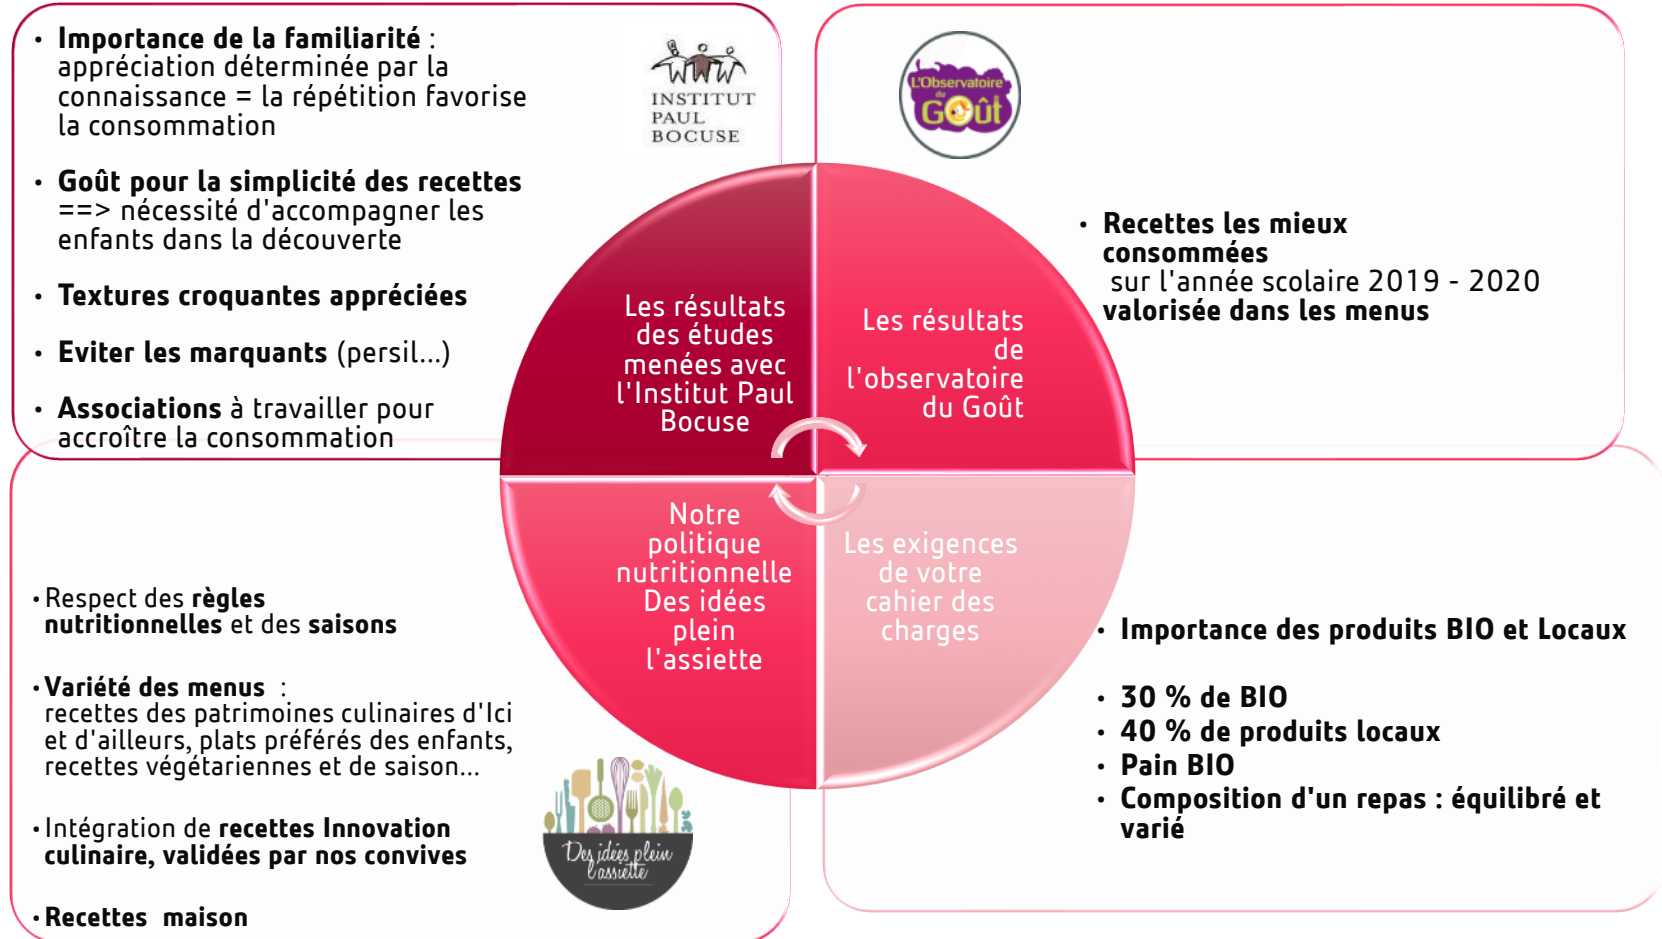 • Importance de la familiarité :
appréciation déterminée par la
connaissance = la répétition favorise
la consommation
• Goût pour la simplicité des recettes
==> nécessité d'accompagner les
enfants dans la découverte
• Textures croquantes appréciées
• Eviter les marquants (persil...)
• Associations à travailler pour
accroître la consommation
INSTITUT
PAUL
BOCUSE
L'Observatoire
du
Goût
• Recettes les mieux
consommées
sur l'année scolaire 2019 - 2020
valorisée dans les menus
Les résultats
des études
menées avec
l'Institut Paul
Bocuse
Les résultats
de
l'observatoire
du Goût
Notre
politique
nutritionnelle
Des idées
plein
l'assiette
Les exigences
de votre
cahier des
charges
• Respect des règles
nutritionnelles et des saisons
• Variété des menus :
recettes des patrimoines culinaires d'Ici
et d'ailleurs, plats préférés des enfants,
recettes végétariennes et de saison...
• Intégration de recettes Innovation
culinaire, validées par nos convives
• Recettes maison
Des idées plein
l'assiette
• Importance des produits BIO et Locaux
• 30 % de BIO
• 40 % de produits locaux
• Pain BIO
• Composition d'un repas : équilibré et
varié